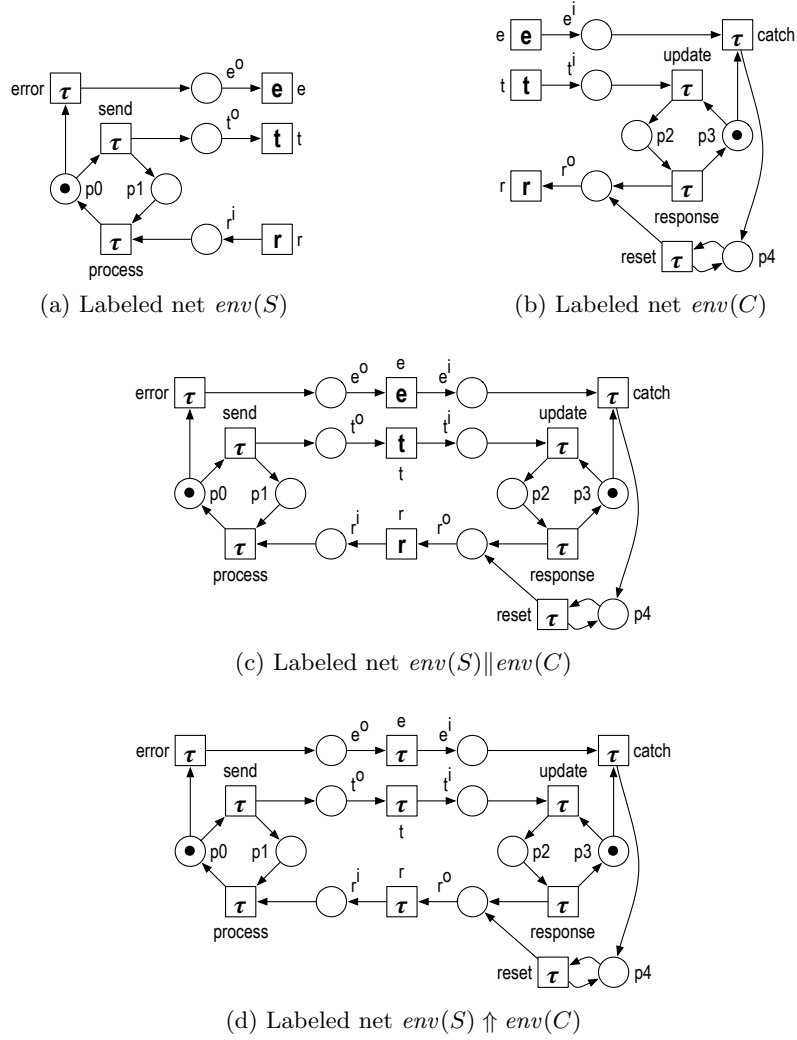 e^o
error τ e e
send
t^o
τ t t
p0 p1
r^i
τ r r
process
(a) Labeled net env(S)
e^i
e e τ catch
t^i update
t t τ
p2 p3
r^o
r r τ
response
reset τ p4
(b) Labeled net env(C)
e
e^o e^i
error τ e τ catch
send update
t^o t^i
τ t τ
t
p0 p1 p2 p3
r
r^i r^o
τ r τ
process response
reset τ p4
(c) Labeled net env(S)||env(C)
e
e^o e^i
error τ τ τ catch
send update
t^o t^i
τ τ τ
t
p0 p1 p2 p3
r
r^i r^o
τ τ τ
process response
reset τ p4
(d) Labeled net env(S) ⇑ env(C)